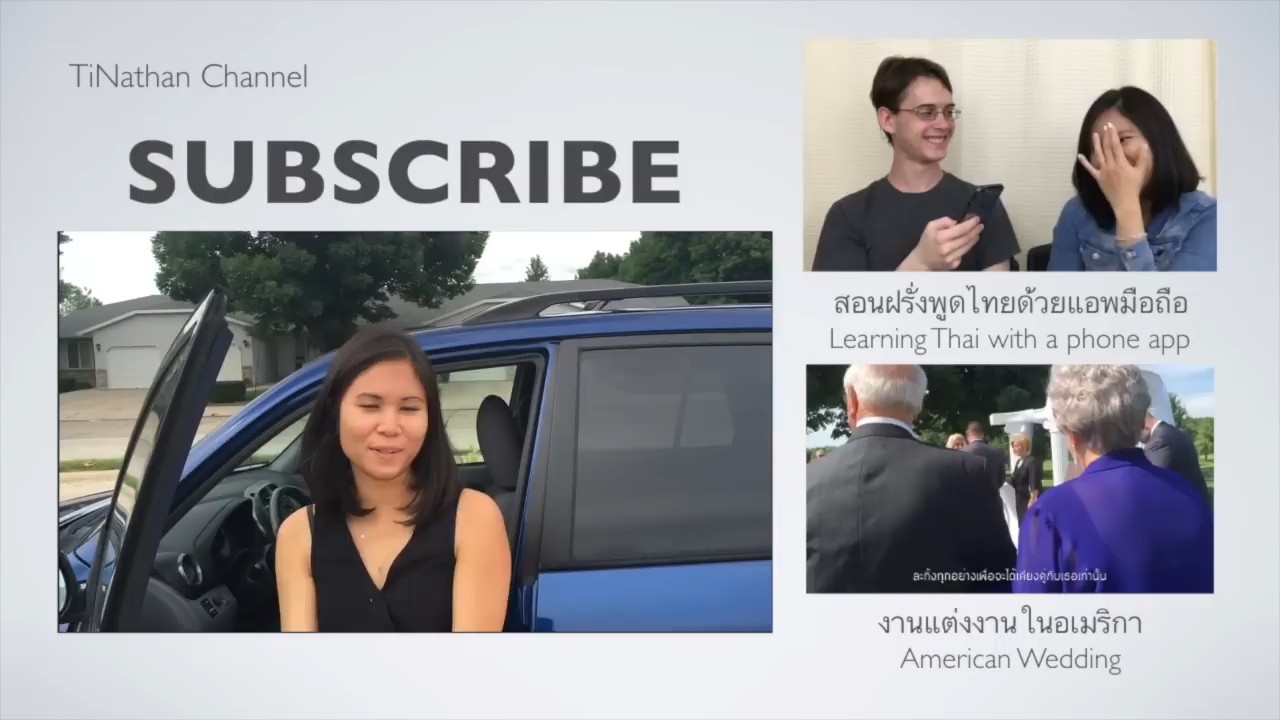 TiNathan Channel
SUBSCRIBE
สอนฝรั่งพูดไทยด้วยแอพมือถือ
Learning Thai with a phone app
ละทิ้งทุกอย่างเพื่อจะได้เคียงคู่กับเธอเท่านั้น
งานแต่งงานในอเมริกา
American Wedding